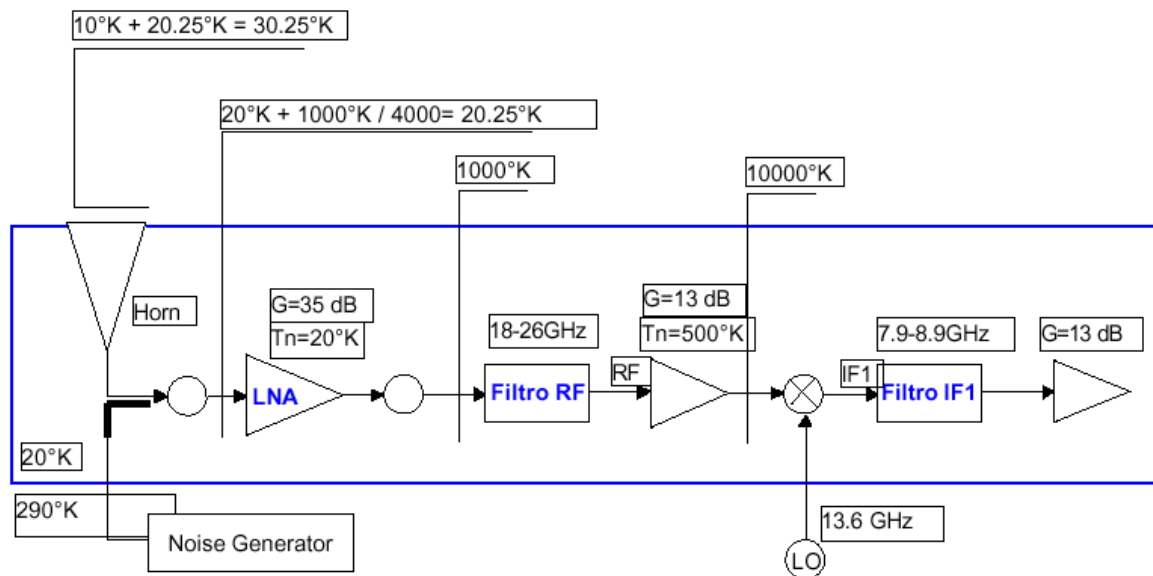 10°K + 20.25°K = 30.25°K
20°K + 1000°K / 4000= 20.25°K
1000°K
10000°K
Horn
G=35 dB
Tn=20°K
18-26GHz
G=13 dB
Tn=500°K
7.9-8.9GHz
G=13 dB
LNA
Filtro RF
RF
IF1
Filtro IF1
20°K
290°K
Noise Generator
13.6 GHz
LO